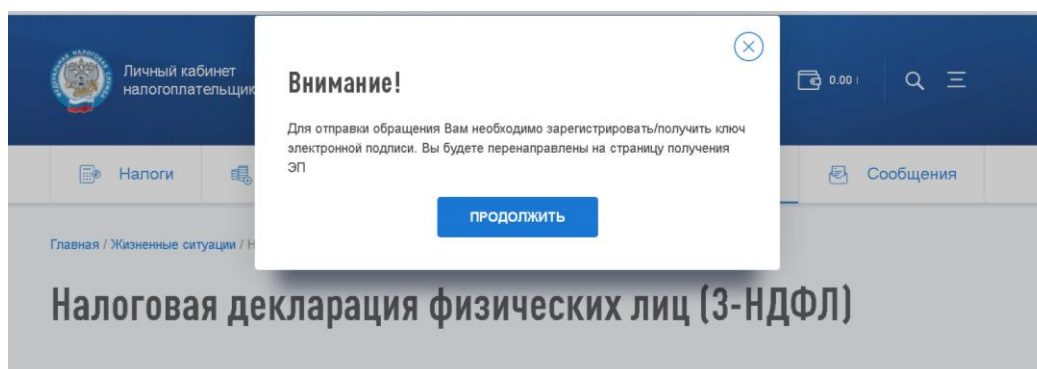 Личный кабинет
налогоплательщик
Внимание!
Для отправки обращения Вам необходимо зарегистрировать/получить ключ
электронной подписи. Вы будете перенаправлены на страницу получения
ЭП
ПРОДОЛЖИТЬ
0.00
Налоги
Сообщения
Главная / Жизненные ситуации / Н
Налоговая декларация физических лиц (3-НДФЛ)